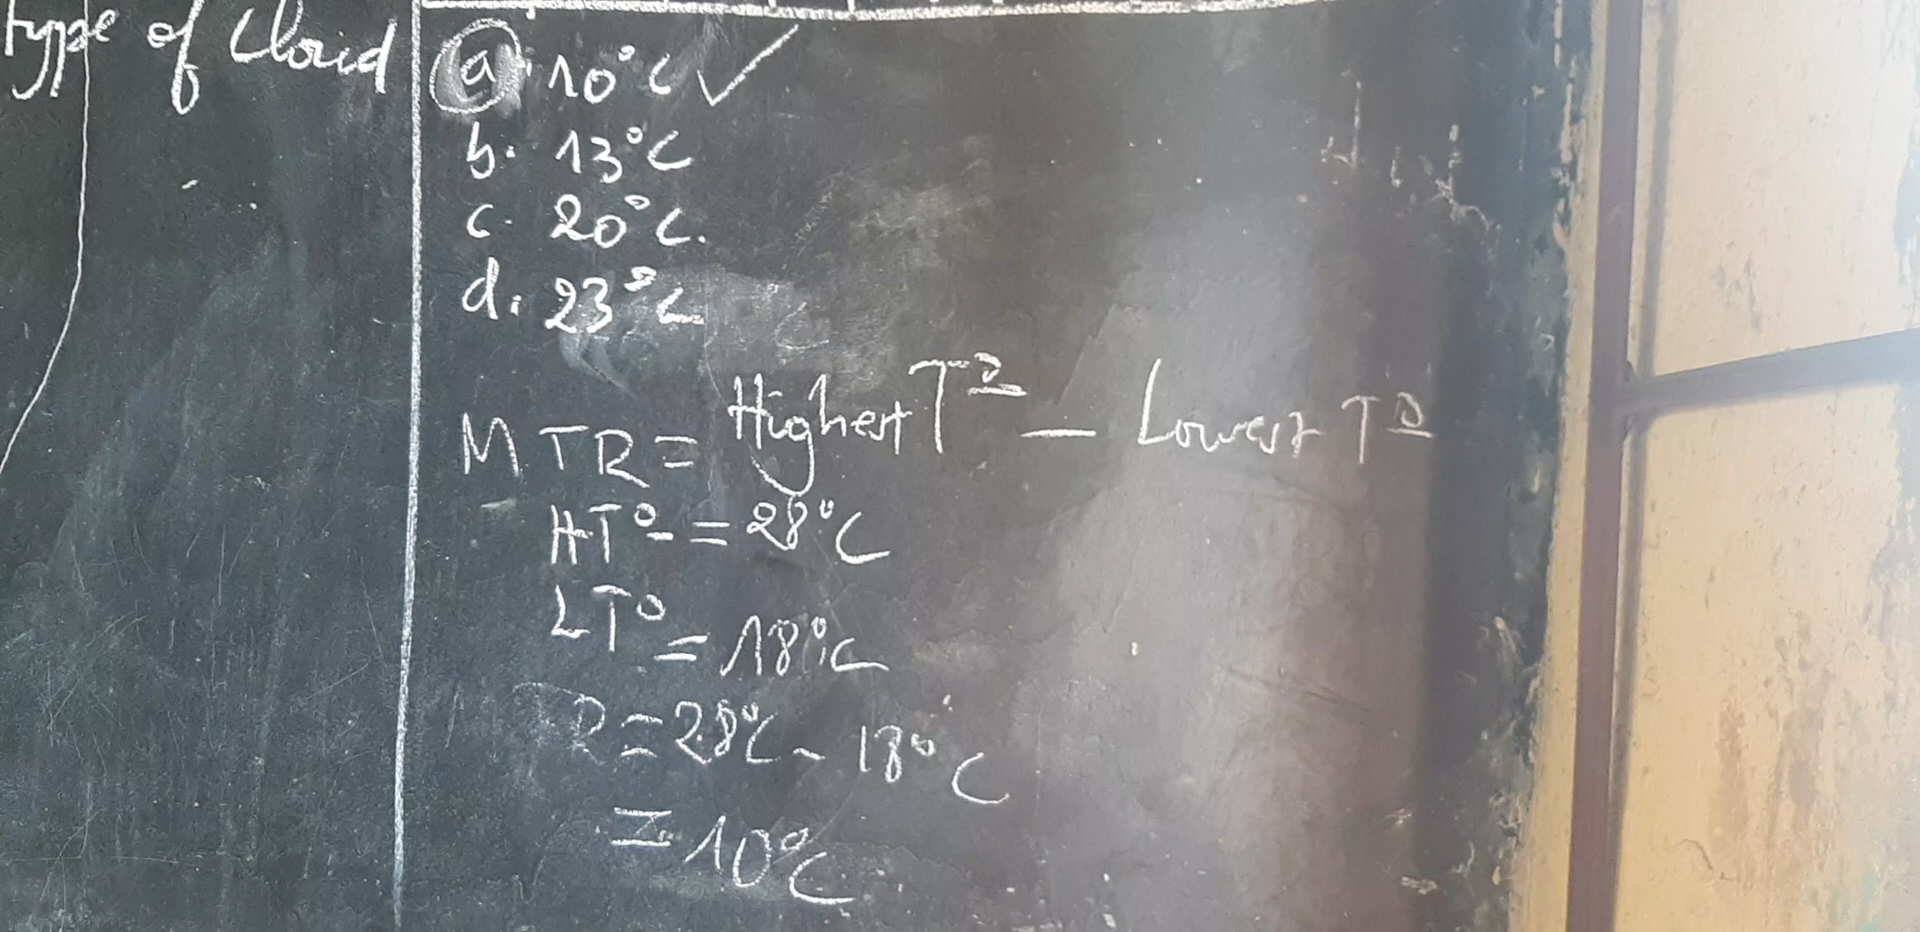 type of Cloud
a. 10°C ✓
b. 13°C
c. 20°C.
d. 23°C
MTR = Highest T° — Lowest T°
HT° = 28°C
LT° = 18°C
R = 28°C - 18°C
= 10°C